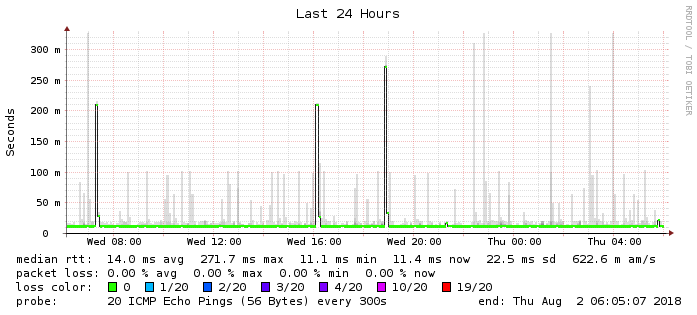 Last 24 Hours
RRDTOOL / TOBI OETIKER
Seconds
300 m
250 m
200 m
150 m
100 m
50 m
0
Wed 08:00 Wed 12:00 Wed 16:00 Wed 20:00 Thu 00:00 Thu 04:00
median rtt: 14.0 ms avg 271.7 ms max 11.1 ms min 11.4 ms now 22.5 ms sd 622.6 m am/s
packet loss: 0.00 % avg 0.00 % max 0.00 % min 0.00 % now
loss color: 0 1/20 2/20 3/20 4/20 10/20 19/20
probe: 20 ICMP Echo Pings (56 Bytes) every 300s end: Thu Aug 2 06:05:07 2018